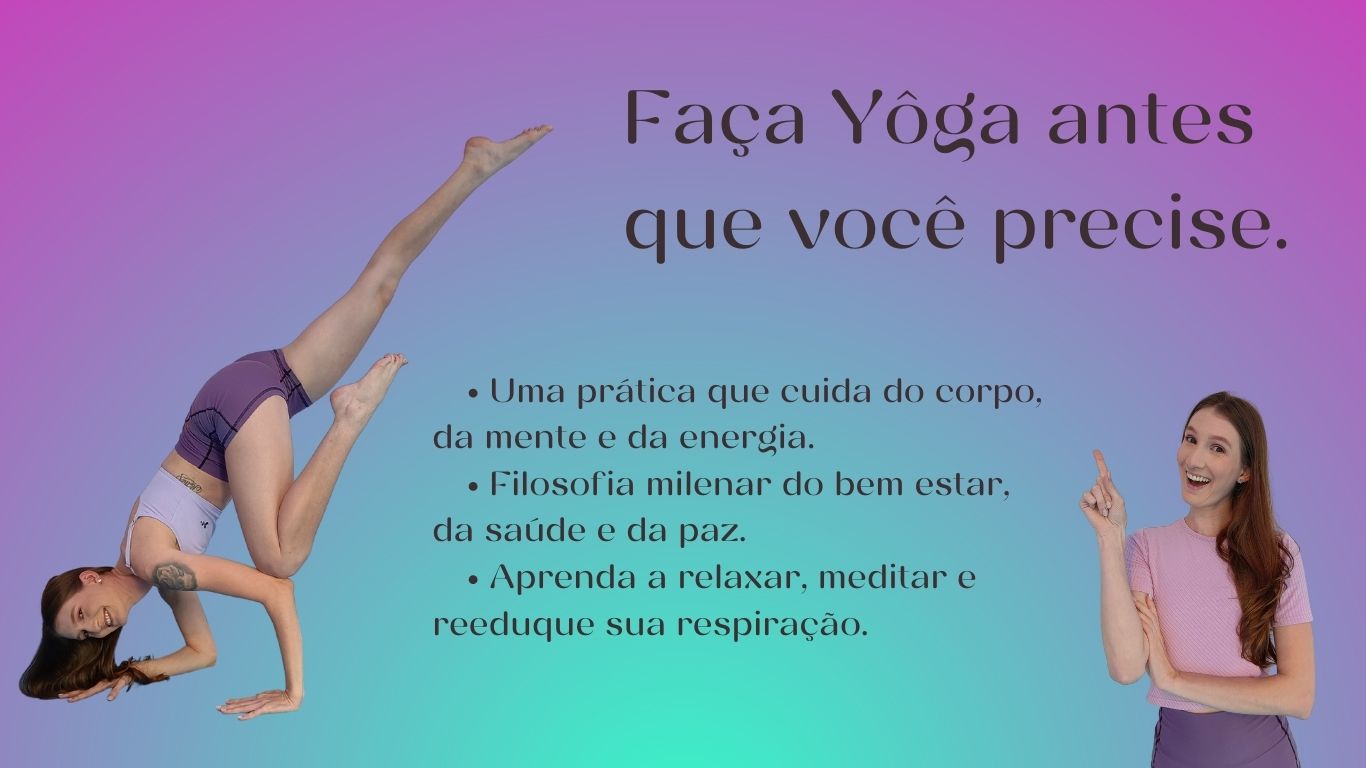 Faça Yôga antes
que você precise.
• Uma prática que cuida do corpo,
da mente e da energia.
• Filosofia milenar do bem estar,
da saúde e da paz.
• Aprenda a relaxar, meditar e
reeduque sua respiração.